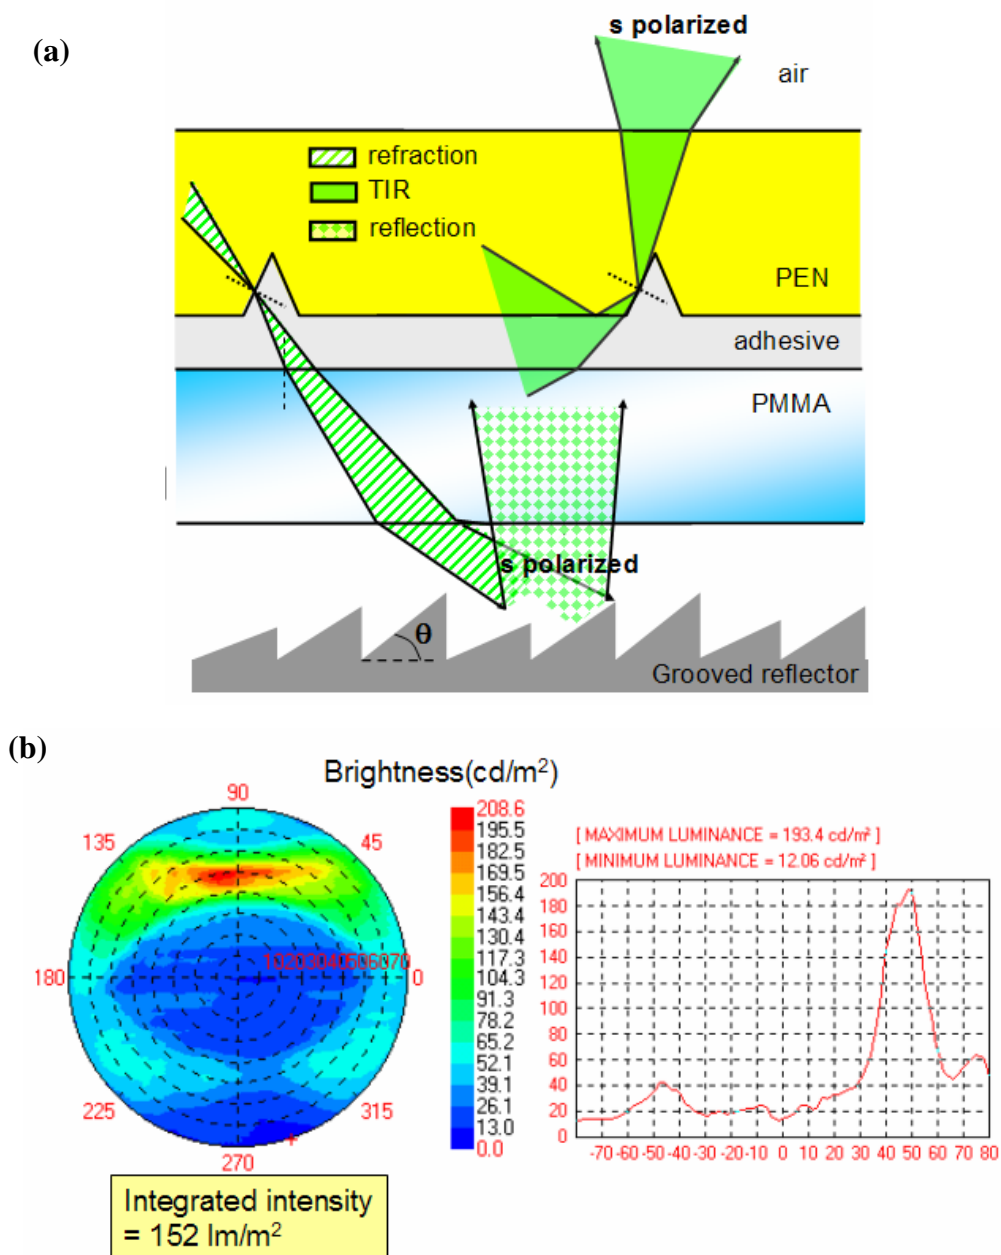 (a)
s polarized
air
refraction
TIR
reflection
PEN
adhesive
PMMA
s polarized
θ
Grooved reflector
(b)
Brightness(cd/m²)
90
135
45
180
10203040506070
0
225
315
270
208.6
195.5
182.5
169.5
156.4
143.4
130.4
117.3
104.3
91.3
78.2
65.2
52.1
39.1
26.1
13.0
0.0
[ MAXIMUM LUMINANCE = 193.4 cd/m² ]
[ MINIMUM LUMINANCE = 12.06 cd/m² ]
200
180
160
140
120
100
80
60
40
20
0
-70 -60 -50 -40 -30 -20 -10 0 10 20 30 40 50 60 70 80
Integrated intensity
= 152 lm/m²